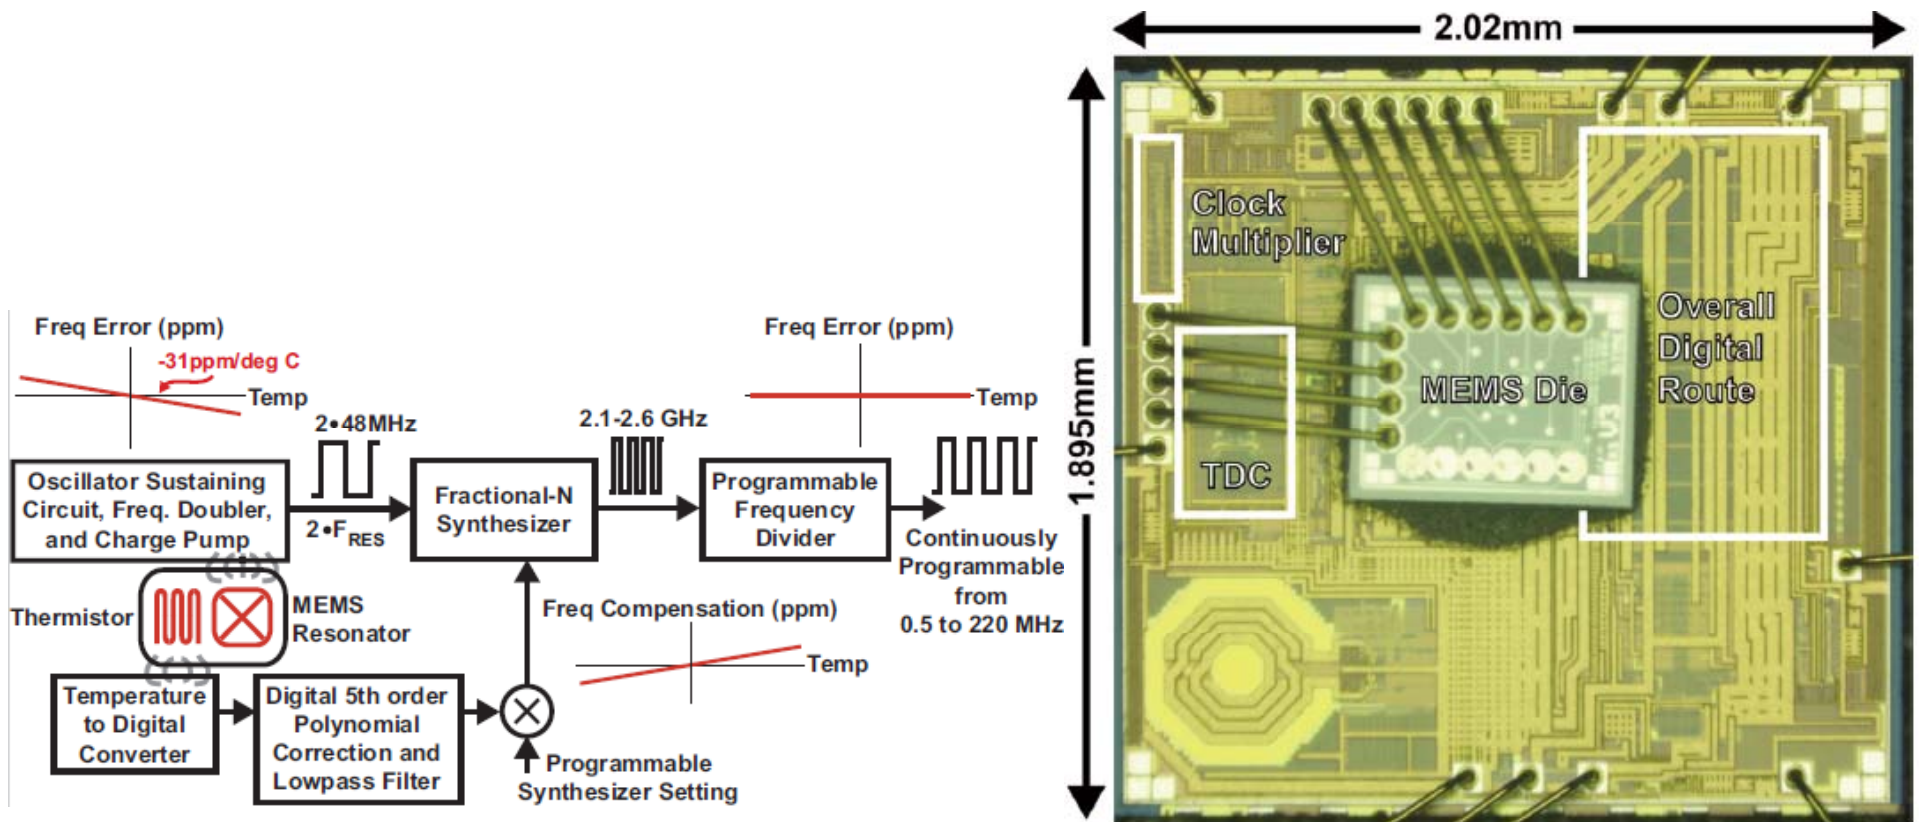 Freq Error (ppm)
-31ppm/deg C
Temp
2•48MHz
Oscillator Sustaining
Circuit, Freq. Doubler,
and Charge Pump
2•FRES
Fractional-N
Synthesizer
2.1-2.6 GHz
Freq Error (ppm)
Temp
Programmable
Frequency
Divider
Continuously
Programmable
from
0.5 to 220 MHz
Thermistor
MEMS
Resonator
Freq Compensation (ppm)
Temp
Temperature
to Digital
Converter
Digital 5th order
Polynomial
Correction and
Lowpass Filter
Programmable
Synthesizer Setting
2.02mm
1.895mm
Clock
Multiplier
Overall
Digital
Route
MEMS Die
TDC